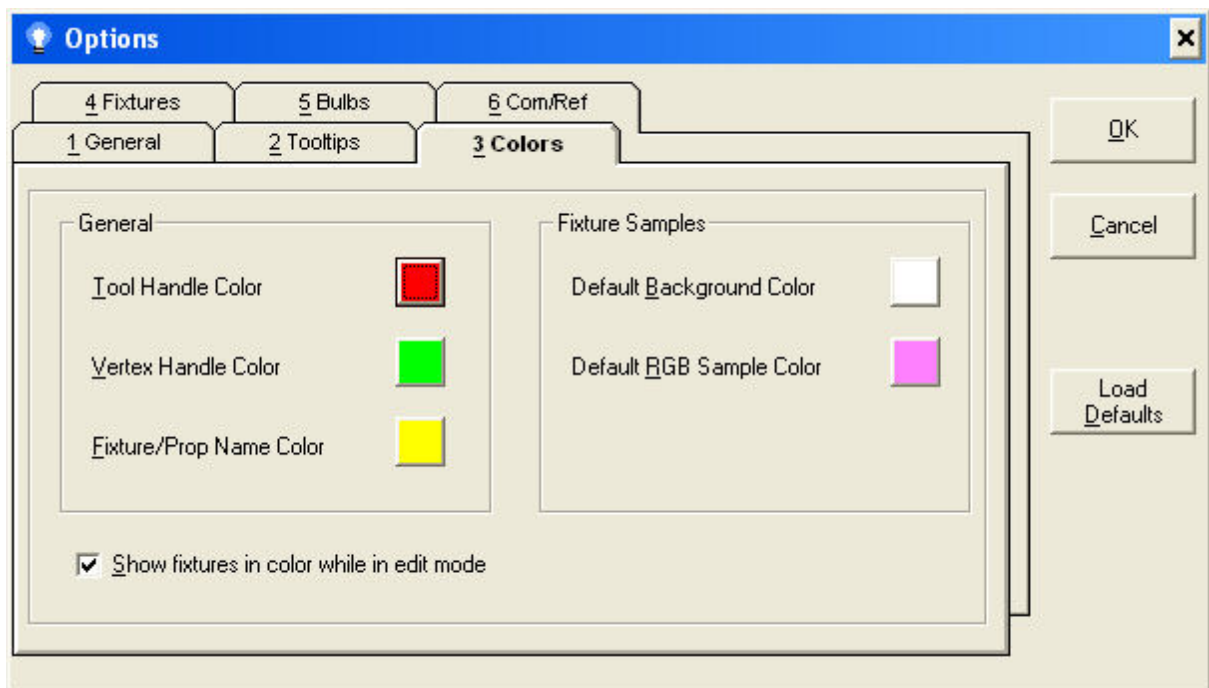 Options
4 Fixtures
5 Bulbs
6 Com/Ref
1 General
2 Tooltips
3 Colors
OK
Cancel
Load
Defaults
General
Tool Handle Color
Vertex Handle Color
Fixture/Prop Name Color
Fixture Samples
Default Background Color
Default RGB Sample Color
Show fixtures in color while in edit mode